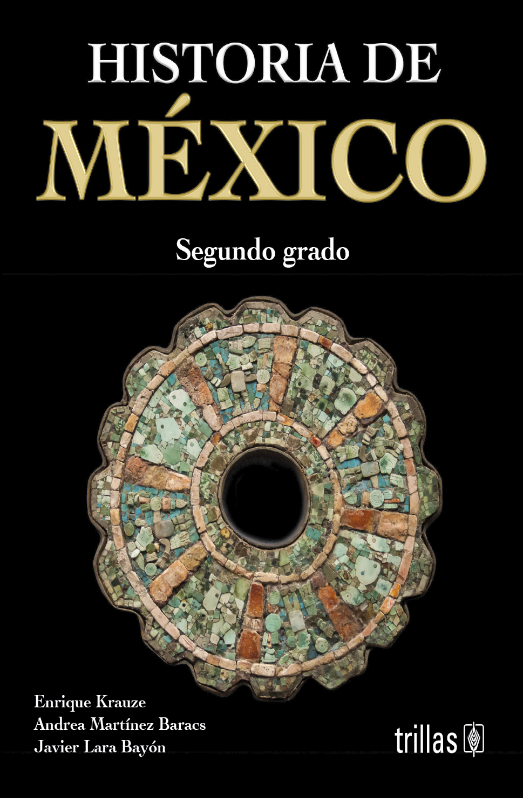 HISTORIA DE
MÉXICO
Segundo grado
Enrique Krauze
Andrea Martínez Baracs
Javier Lara Bayón
trillas